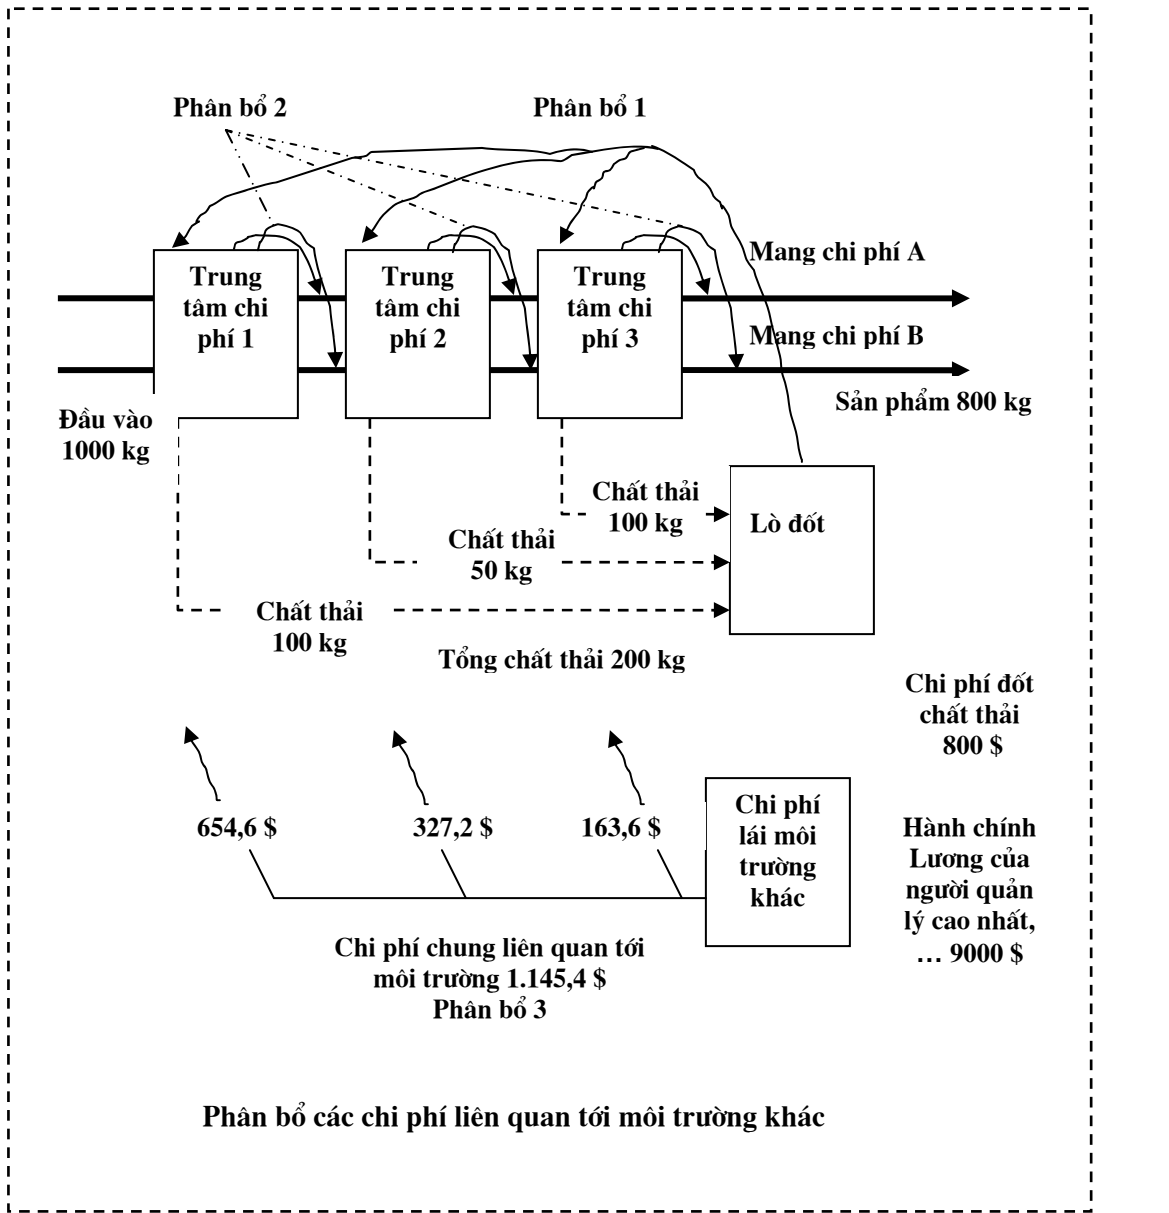 Phân bổ 2
Phân bổ 1
Trung
tâm chi
phí 1
Trung
tâm chi
phí 2
Trung
tâm chi
phí 3
Mang chi phí A
Mang chi phí B
Sản phẩm 800 kg
Đầu vào
1000 kg
Chất thải
100 kg
Lò đốt
Chất thải
50 kg
Chất thải
100 kg
Tổng chất thải 200 kg
Chi phí đốt
chất thải
800 $
654,6 $
327,2 $
163,6 $
Chi phí
lái môi
trường
khác
Hành chính
Lương của
người quản
lý cao nhất,
... 9000 $
Chi phí chung liên quan tới
môi trường 1.145,4 $
Phân bổ 3
Phân bổ các chi phí liên quan tới môi trường khác